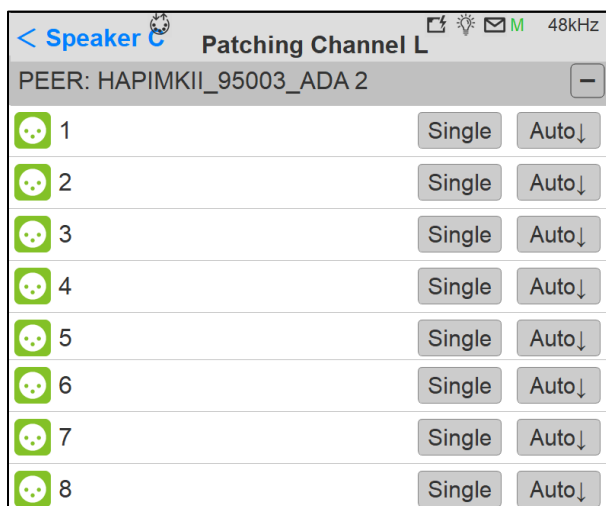 < Speaker C Patching Channel L M 48kHz
PEER: HAPIMKII_95003_ADA 2 −
1 Single Auto↓
2 Single Auto↓
3 Single Auto↓
4 Single Auto↓
5 Single Auto↓
6 Single Auto↓
7 Single Auto↓
8 Single Auto↓